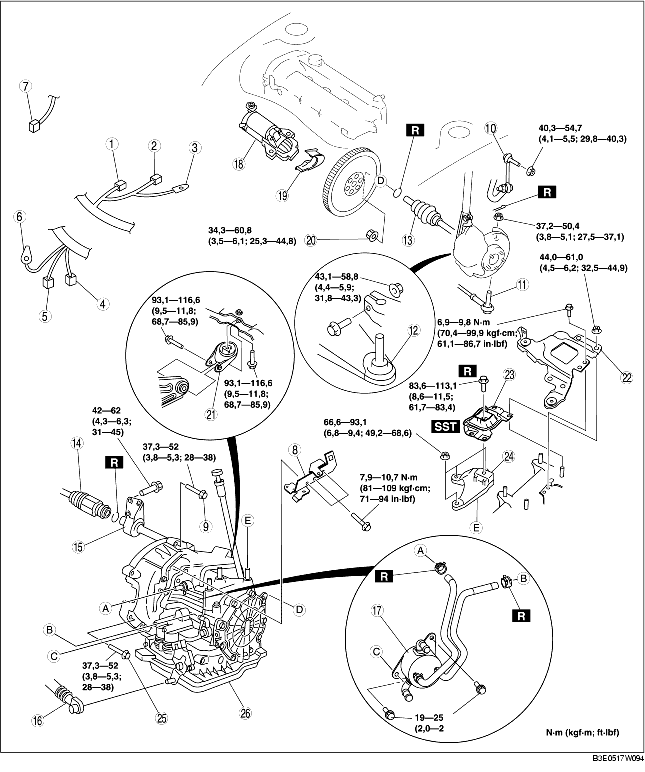 7
18
R
10
40,3—54,7
(4,1—5,5; 29,8—40,3)
1
2
3
19
D
R
6
34,3—60,8
(3,5—6,1; 25,3—44,8)
20
13
37,2—50,4
(3,8—5,1; 27,5—37,1)
44,0—61,0
(4,5—6,2; 32,5—44,9)
5
4
93,1—116,6
(9,5—11,8;
68,7—85,9)
43,1—58,8
(4,4—5,9;
31,8—43,3)
11
12
6,9—9,8 N·m
(70,4—99,9 kgf·cm;
61,1—86,7 in·lbf)
22
21
93,1—116,6
(9,5—11,8;
68,7—85,9)
R
23
83,6—113,1
(8,6—11,5;
61,7—83,4)
SST
42—62
(4,3—6,3;
31—45)
37,3—52
(3,8—5,3; 28—38)
66,6—93,1
(6,8—9,4; 49,2—68,6)
14
R
8
24
7,9—10,7 N·m
(81—109 kgf·cm;
71—94 in·lbf)
9
E
E
15
A
B
R
R
A
D
17
B
C
C
37,3—52
(3,8—5,3;
28—38)
16
25
26
19—25
(2,0—2
N·m (kgf·m; ft·lbf)
B3E0517W094